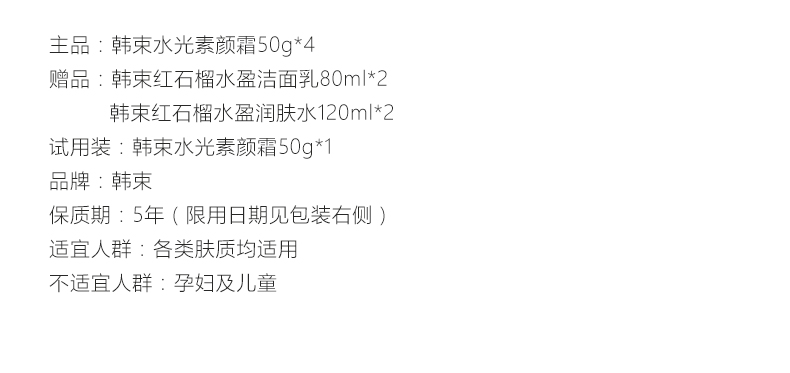 主品：韩束水光素颜霜50g*4
赠品：韩束红石榴水盈洁面乳80ml*2
韩束红石榴水盈润肤水120ml*2
试用装：韩束水光素颜霜50g*1
品牌：韩束
保质期：5年（限用日期见包装右侧）
适宜人群：各类肤质均适用
不适宜人群：孕妇及儿童